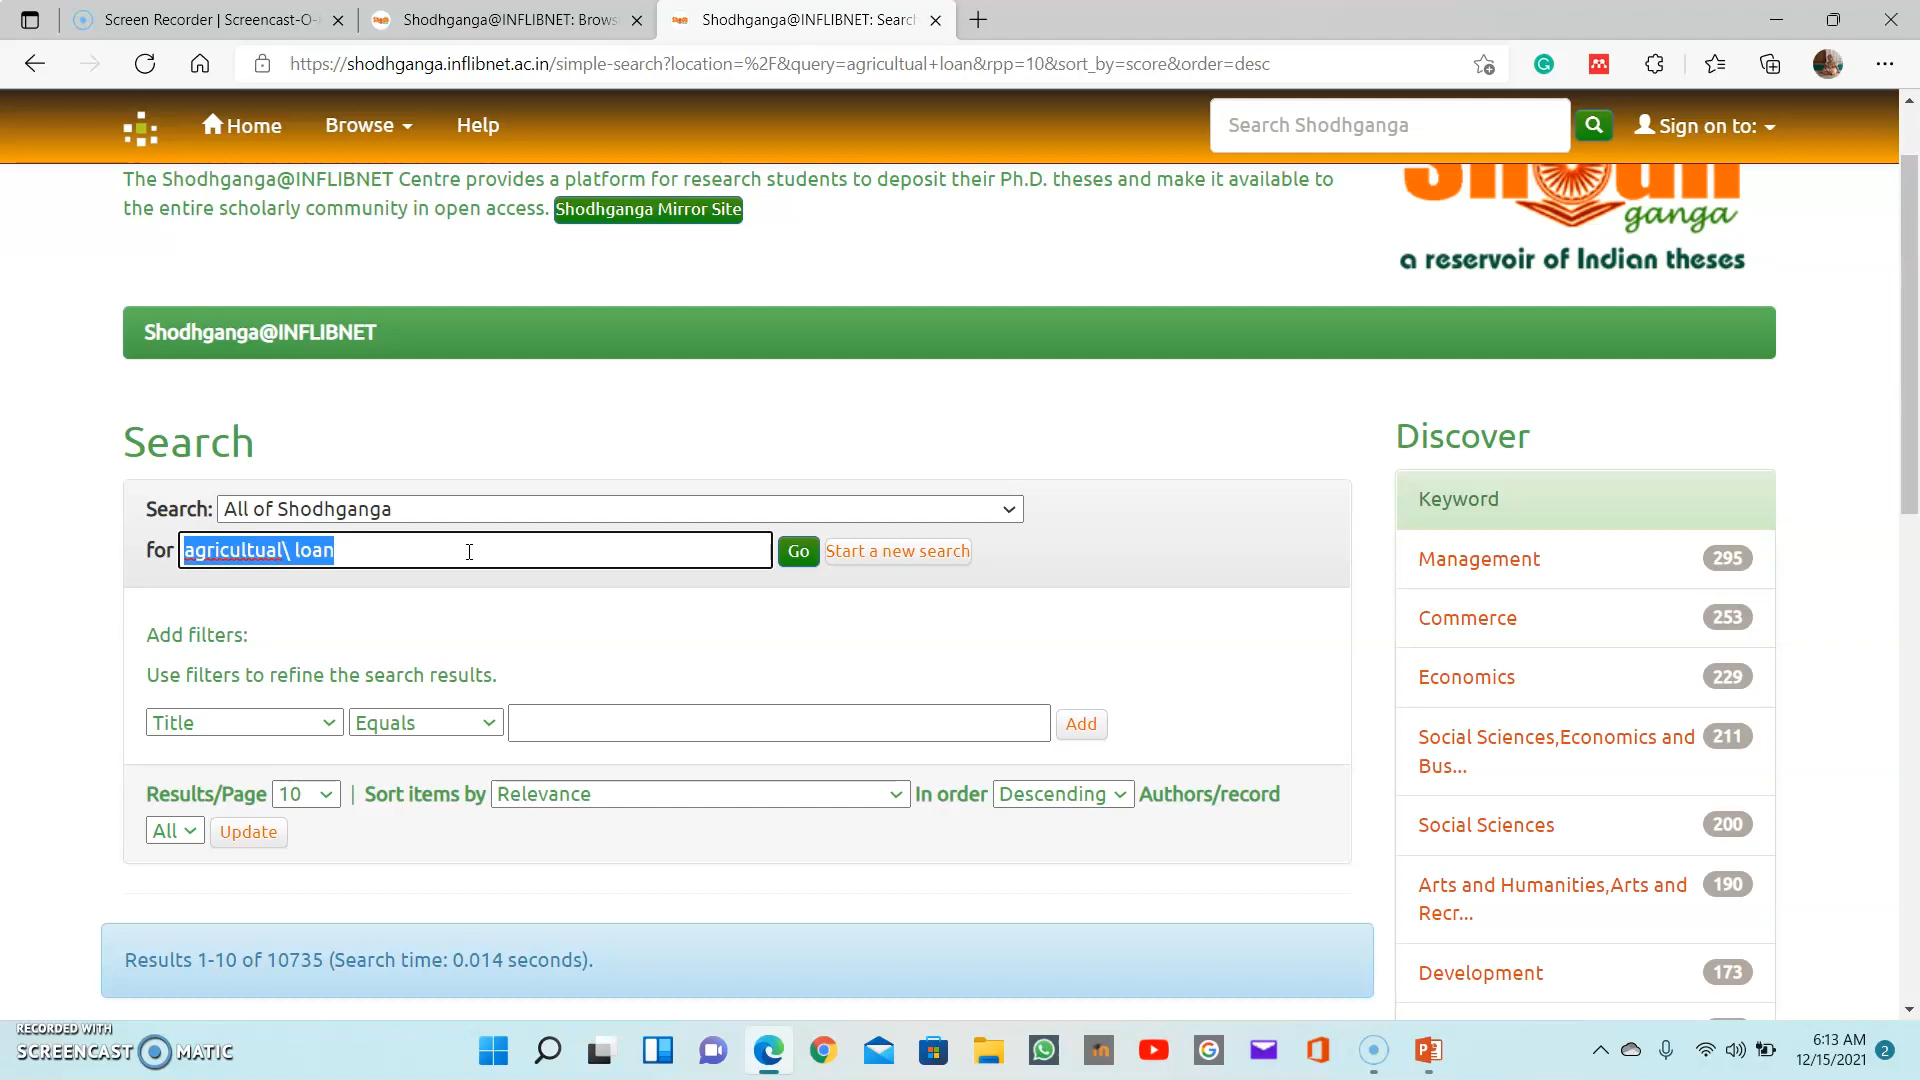 Screen Recorder | Screencast-O-
Shodhganga@INFLIBNET: Brows
Shodhganga@INFLIBNET: Search
https://shodhganga.inflibnet.ac.in/simple-search?location=%2F&query=agricultual+loan&rpp=10&sort_by=score&order=desc
Home Browse Help Search Shodhganga Sign on to:
The Shodhganga@INFLIBNET Centre provides a platform for research students to deposit their Ph.D. theses and make it available to
the entire scholarly community in open access. Shodhganga Mirror Site
ganga
a reservoir of Indian theses
Shodhganga@INFLIBNET
Search
Search: All of Shodhganga
for agricultual\ loan Go Start a new search
Add filters:
Use filters to refine the search results.
Title Equals Add
Results/Page 10 | Sort items by Relevance In order Descending Authors/record
All Update
Results 1-10 of 10735 (Search time: 0.014 seconds).
Discover
Keyword
Management 295
Commerce 253
Economics 229
Social Sciences,Economics and 211
Bus...
Social Sciences 200
Arts and Humanities,Arts and 190
Recr...
Development 173
RECORDED WITH
SCREENCAST MATIC
6:13 AM
12/15/2021 2